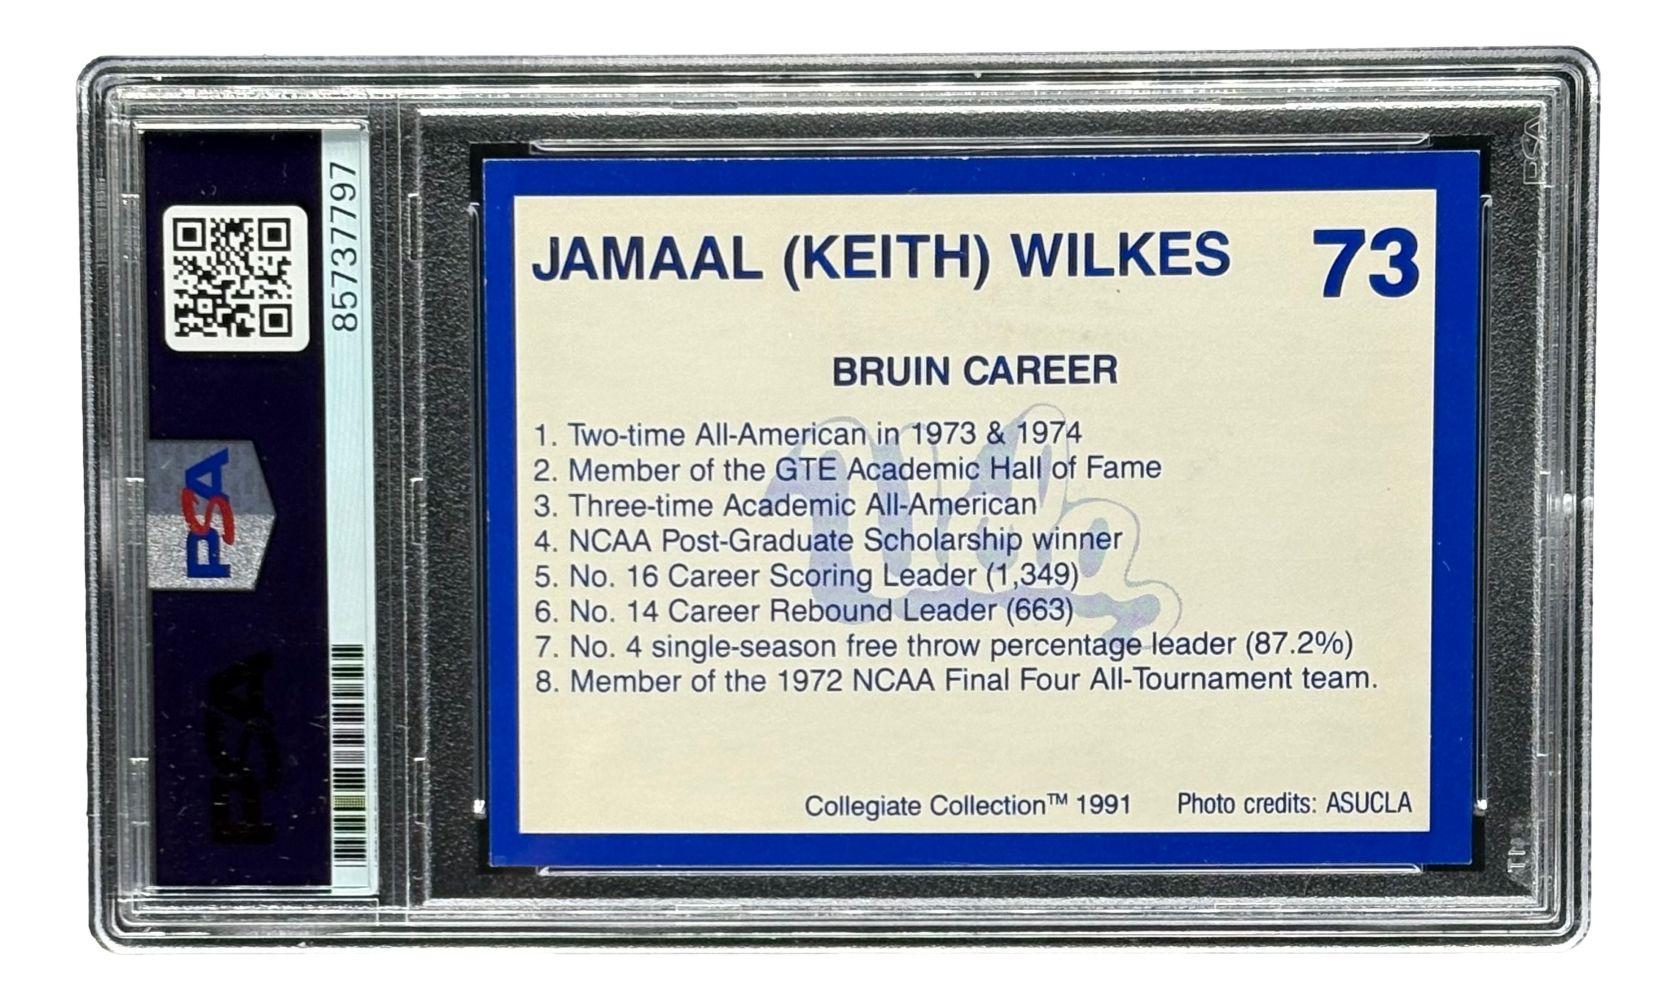 85737797
PSA
PSA
PSA
JAMAAL (KEITH) WILKES 73
BRUIN CAREER
1. Two-time All-American in 1973 & 1974
2. Member of the GTE Academic Hall of Fame
3. Three-time Academic All-American
4. NCAA Post-Graduate Scholarship winner
5. No. 16 Career Scoring Leader (1,349)
6. No. 14 Career Rebound Leader (663)
7. No. 4 single-season free throw percentage leader (87.2%)
8. Member of the 1972 NCAA Final Four All-Tournament team.
Ucla
Collegiate Collection™ 1991 Photo credits: ASUCLA